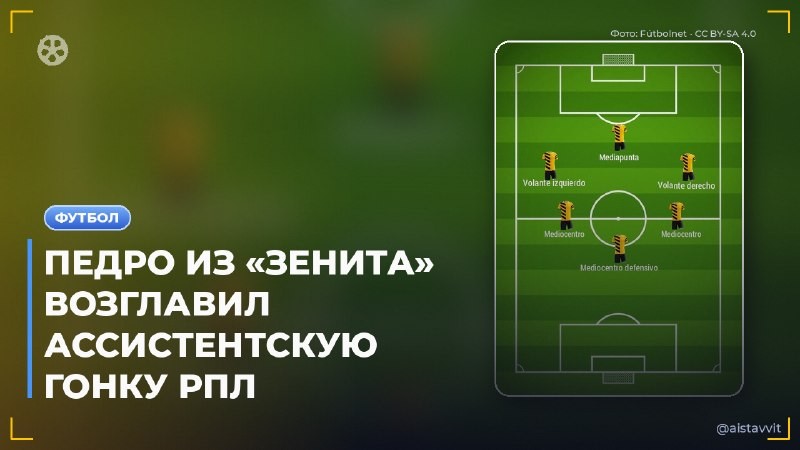 Фото: Fútbolnet - CC BY-SA 4.0
Mediapunta
Volante izquierdo
Volante derecho
Mediocentro
Mediocentro
Mediocentro defensivo
ФУТБОЛ
ПЕДРО ИЗ «ЗЕНИТА»
ВОЗГЛАВИЛ
АССИСТЕНТСКУЮ
ГОНКУ РПЛ
@aistavvit